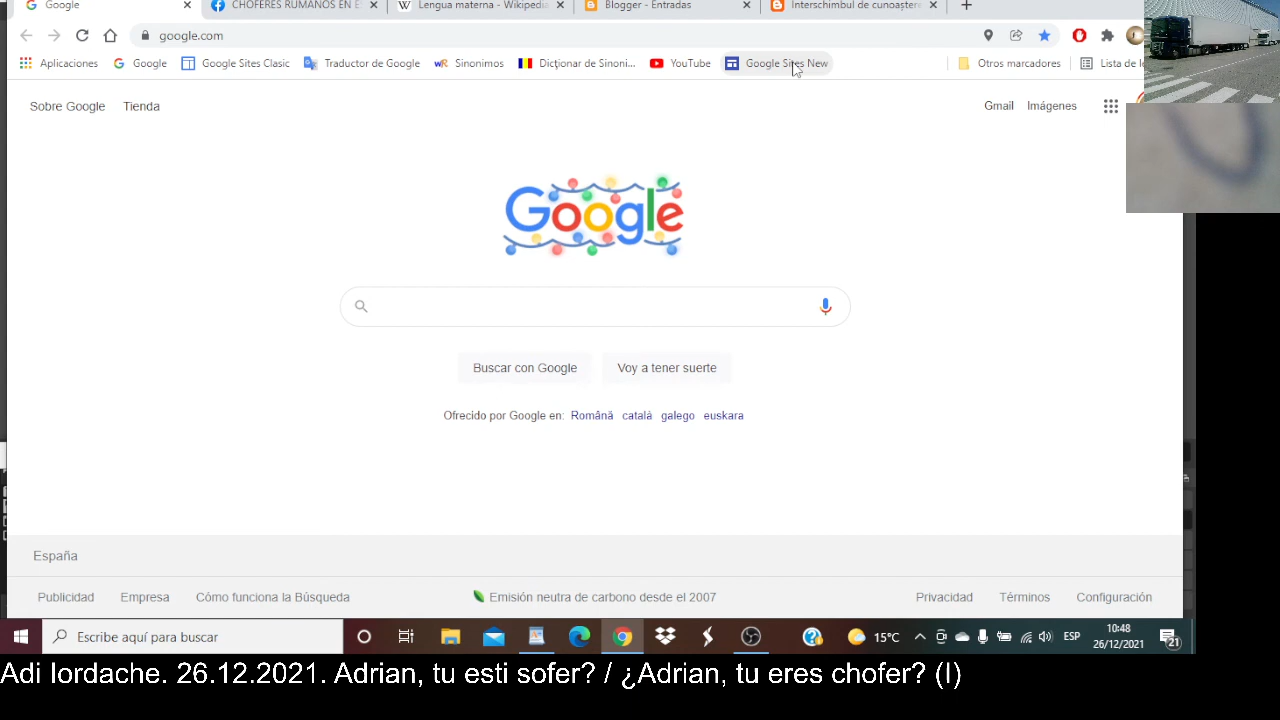 Google
CHOFERES RUMANOS EN E
Lengua materna - Wikipedia
Blogger - Entradas
Interschimbul de cunoaștere
google.com
Aplicaciones
Google
Google Sites Clasic
Traductor de Google
Sinonimos
Dicționar de Sinoni...
YouTube
Google Sites New
Otros marcadores
Lista de le
Sobre Google
Tienda
Gmail
Imágenes
Google
Buscar con Google
Voy a tener suerte
Ofrecido por Google en: Română català galego euskara
España
Publicidad
Empresa
Cómo funciona la Búsqueda
Emisión neutra de carbono desde el 2007
Privacidad
Términos
Configuración
Escribe aquí para buscar
15°C
ESP
10:48
26/12/2021
21
Adi Iordache. 26.12.2021. Adrian, tu esti sofer? / ¿Adrian, tu eres chofer? (I)